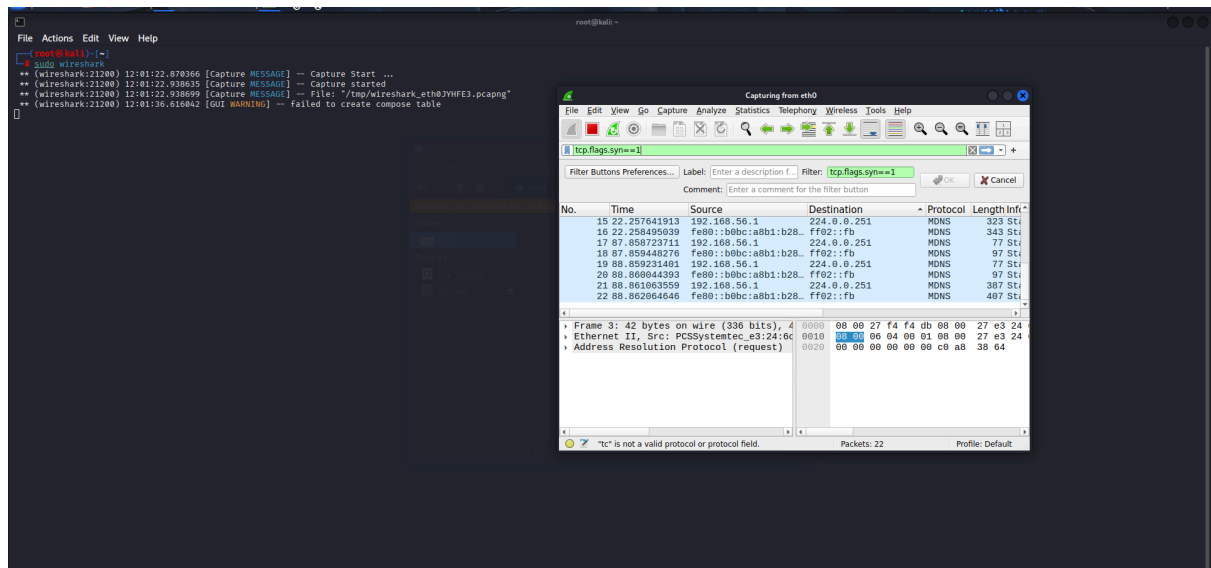 root@kali: ~
File Actions Edit View Help
(root㉿kali)-[~]
# sudo wireshark
** (wireshark:21200) 12:01:22.870366 [Capture MESSAGE] -- Capture Start ...
** (wireshark:21200) 12:01:22.938635 [Capture MESSAGE] -- Capture started
** (wireshark:21200) 12:01:22.938699 [Capture MESSAGE] -- File: "/tmp/wireshark_eth0JYHFE3.pcapng"
** (wireshark:21200) 12:01:36.616042 [GUI WARNING] -- failed to create compose table
Capturing from eth0
File Edit View Go Capture Analyze Statistics Telephony Wireless Tools Help
tcp.flags.syn==1
Filter Buttons Preferences... Label: Enter a description f... Filter: tcp.flags.syn==1 OK Cancel
Comment: Enter a comment for the filter button
No. Time Source Destination Protocol Length Info
15 22.257641913 192.168.56.1 224.0.0.251 MDNS 323 Sta
16 22.258495039 fe80::b0bc:a8b1:b28… ff02::fb MDNS 343 Sta
17 87.858723711 192.168.56.1 224.0.0.251 MDNS 77 Sta
18 87.859448276 fe80::b0bc:a8b1:b28… ff02::fb MDNS 97 Sta
19 88.859231401 192.168.56.1 224.0.0.251 MDNS 77 Sta
20 88.860044393 fe80::b0bc:a8b1:b28… ff02::fb MDNS 97 Sta
21 88.861063559 192.168.56.1 224.0.0.251 MDNS 387 Sta
22 88.862064646 fe80::b0bc:a8b1:b28… ff02::fb MDNS 407 Sta
Frame 3: 42 bytes on wire (336 bits), 4 0000 08 00 27 f4 f4 db 08 00 27 e3 24
Ethernet II, Src: PCSSystemtec_e3:24:6c 0010 08 00 06 04 00 01 08 00 27 e3 24
Address Resolution Protocol (request) 0020 00 00 00 00 00 00 c0 a8 38 64
"tc" is not a valid protocol or protocol field. Packets: 22 Profile: Default